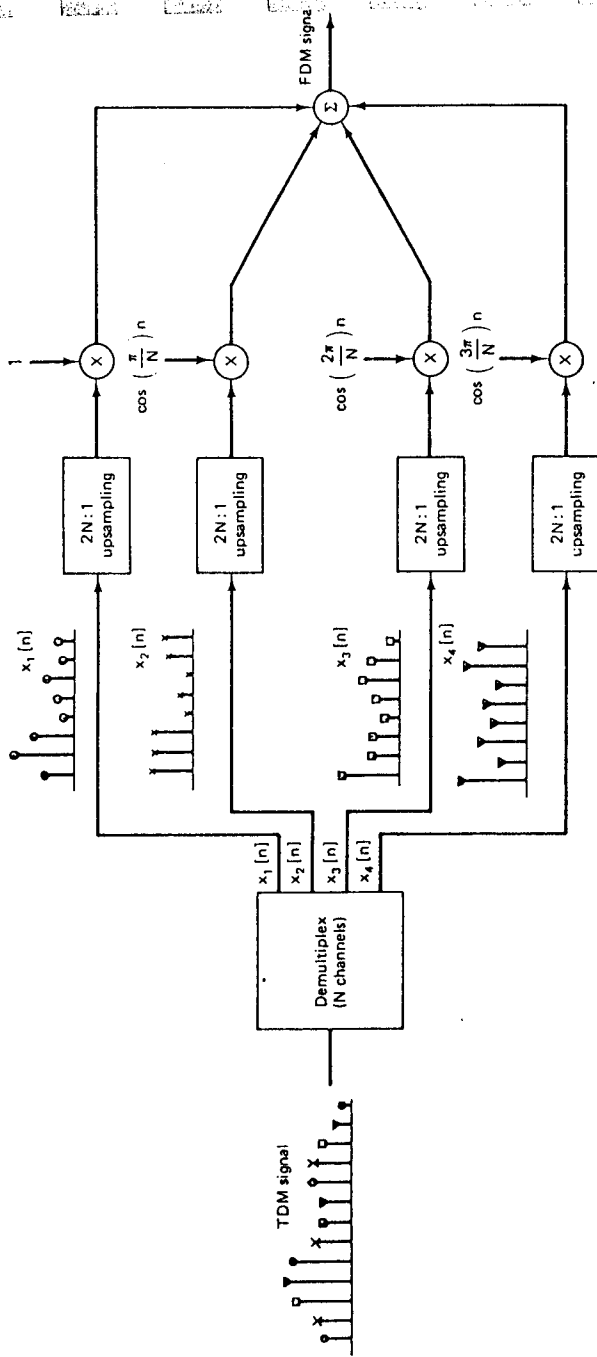 TDM signal
Demultiplex
(N channels)
x₁ [n]
x₂ [n]
x₃ [n]
x₄ [n]
x₁ [n]
x₂ [n]
x₃ [n]
x₄ [n]
2N:1
upsampling
2N:1
upsampling
2N:1
upsampling
2N:1
upsampling
1
X
cos (π/N) n
X
cos (2π/N) n
X
cos (3π/N) n
X
Σ
FDM signal